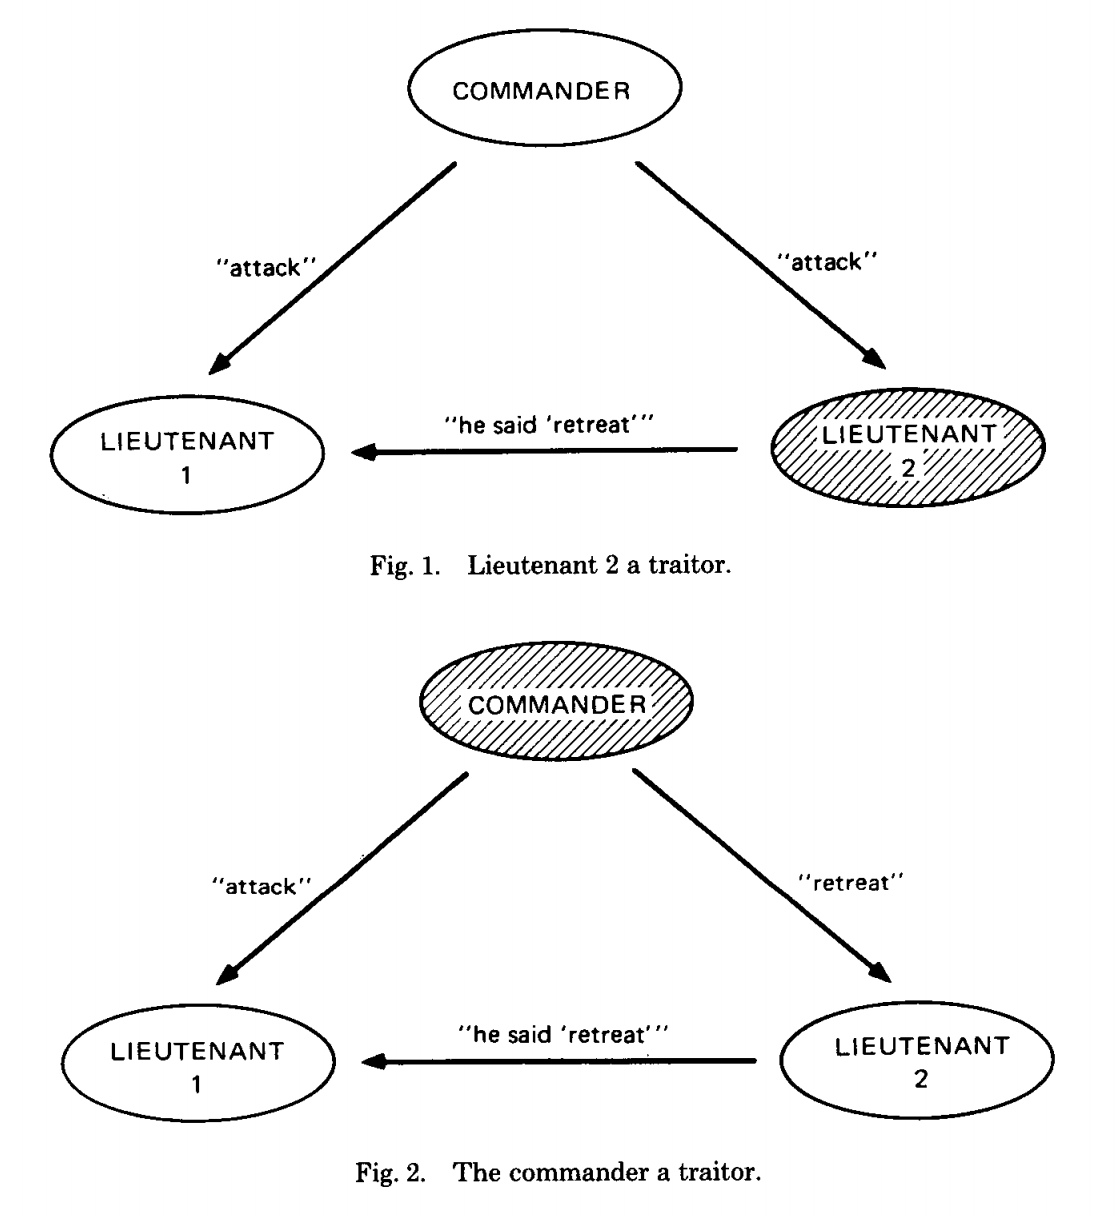 COMMANDER
"attack"
"attack"
"he said 'retreat'"
LIEUTENANT
1
LIEUTENANT
2
Fig. 1. Lieutenant 2 a traitor.
COMMANDER
"attack"
"retreat"
"he said 'retreat'"
LIEUTENANT
1
LIEUTENANT
2
Fig. 2. The commander a traitor.